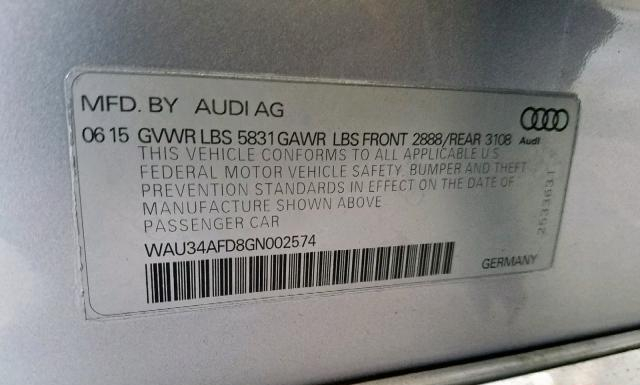 MFD. BY AUDI AG
06 15 GVWR LBS 5831 GAWR LBS FRONT 2888/REAR 3108
Audi
THIS VEHICLE CONFORMS TO ALL APPLICABLE U S
FEDERAL MOTOR VEHICLE SAFETY, BUMPER AND THEFT
PREVENTION STANDARDS IN EFFECT ON THE DATE OF
MANUFACTURE SHOWN ABOVE
PASSENGER CAR
2533631
WAU34AFD8GN002574
GERMANY